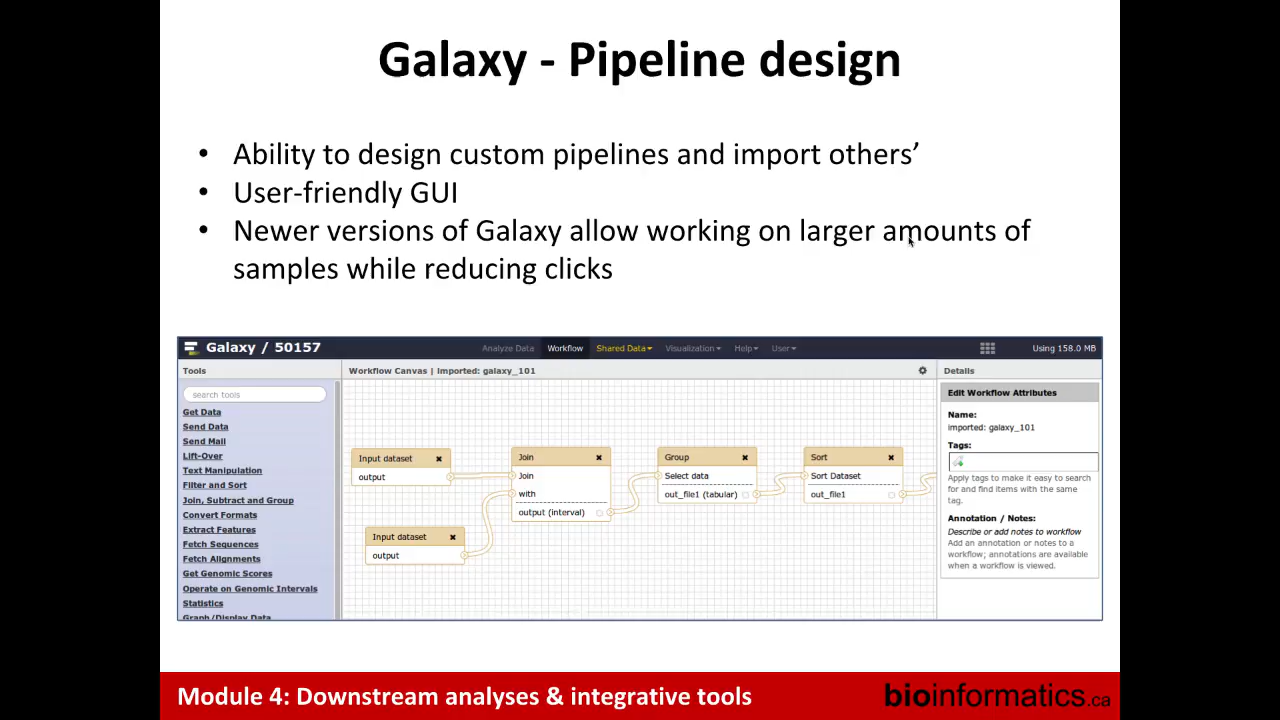 Galaxy - Pipeline design
• Ability to design custom pipelines and import others’
• User-friendly GUI
• Newer versions of Galaxy allow working on larger amounts of
samples while reducing clicks
Galaxy / 50157
Analyze Data
Workflow
Shared Data
Visualization
Help
User
Using 158.0 MB
Tools
search tools
Get Data
Send Data
Send Mail
Lift-Over
Text Manipulation
Filter and Sort
Join, Subtract and Group
Convert Formats
Extract Features
Fetch Sequences
Fetch Alignments
Get Genomic Scores
Operate on Genomic Intervals
Statistics
Graph/Display Data
Workflow Canvas | Imported: galaxy_101
Input dataset
output
Input dataset
output
Join
Join
with
output (interval)
Group
Select data
out_file1 (tabular)
Sort
Sort Dataset
out_file1
Details
Edit Workflow Attributes
Name:
imported: galaxy_101
Tags:
Apply tags to make it easy to search
for and find items with the same
tag.
Annotation / Notes:
Describe or add notes to workflow
Add an annotation or notes to a
workflow; annotations are available
when a workflow is viewed.
Module 4: Downstream analyses & integrative tools
bioinformatics.ca